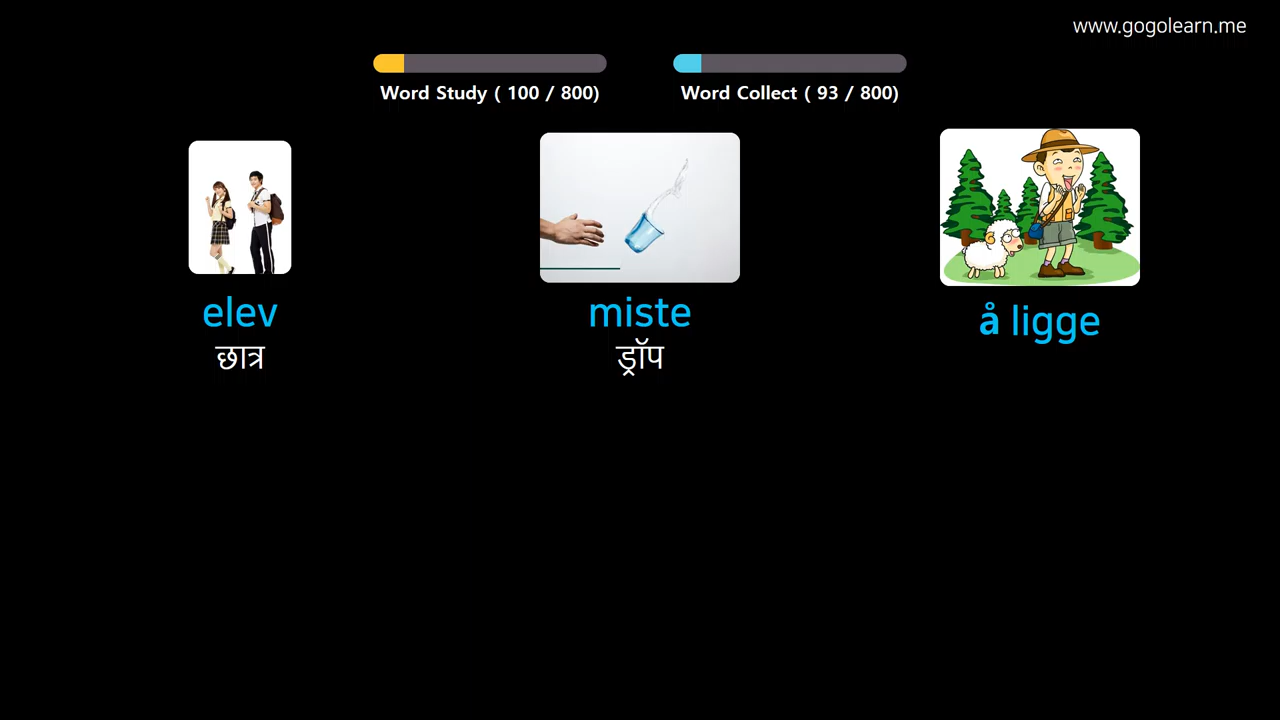 www.gogolearn.me
Word Study ( 100 / 800)
Word Collect ( 93 / 800)
elev
छात्र
miste
ड्रॉप
å ligge